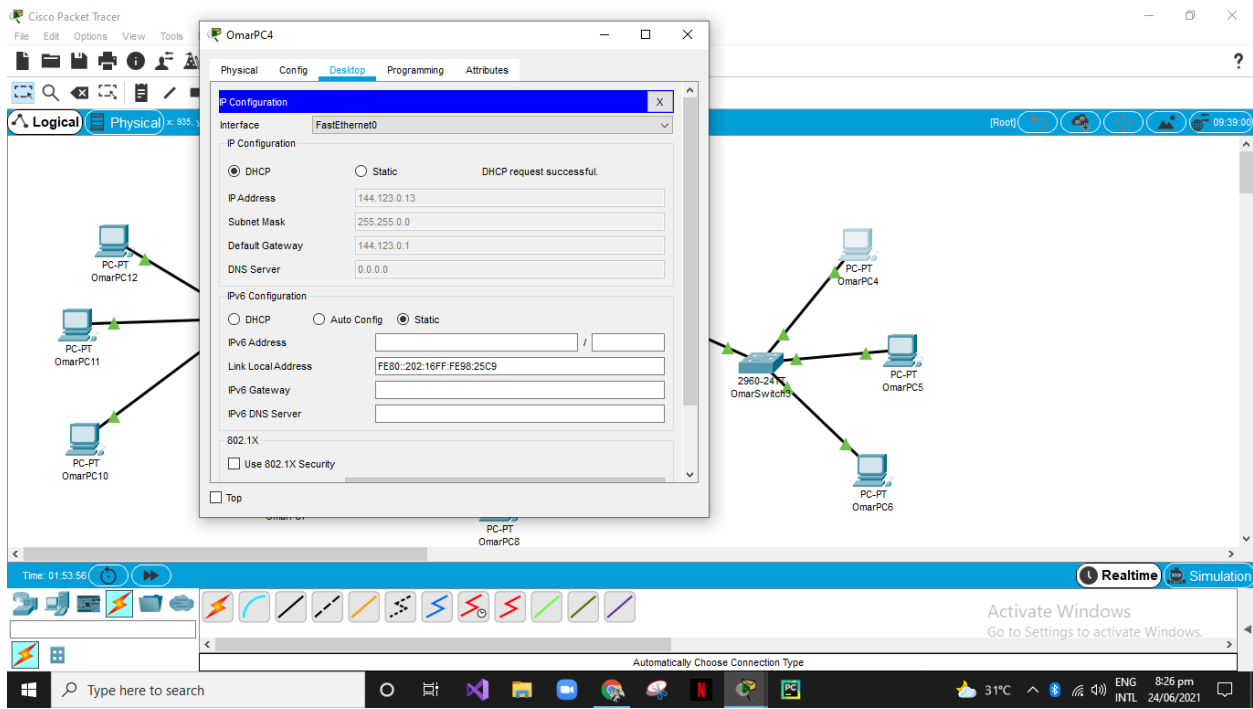 Cisco Packet Tracer
File Edit Options View Tools
OmarPC4
?
Physical Config Desktop Programming Attributes
IP Configuration X
Logical Physical x: 935, [Root] 09:39:00
Interface FastEthernet0
IP Configuration
DHCP Static DHCP request successful.
IP Address 144.123.0.13
Subnet Mask 255.255.0.0
Default Gateway 144.123.0.1
DNS Server 0.0.0.0
IPv6 Configuration
DHCP Auto Config Static
IPv6 Address /
Link Local Address FE80::202:16FF:FE98:25C9
IPv6 Gateway
IPv6 DNS Server
802.1X
Use 802.1X Security
Top
PC-PT
OmarPC12
PC-PT
OmarPC11
PC-PT
OmarPC10
PC-PT
OmarPC8
PC-PT
OmarPC4
2960-24TT
OmarSwitch3
PC-PT
OmarPC5
PC-PT
OmarPC6
Time: 01:53:56 Realtime Simulation
Activate Windows
Go to Settings to activate Windows.
Automatically Choose Connection Type
Type here to search
N
PC
31°C
ENG
INTL
8:26 pm
24/06/2021